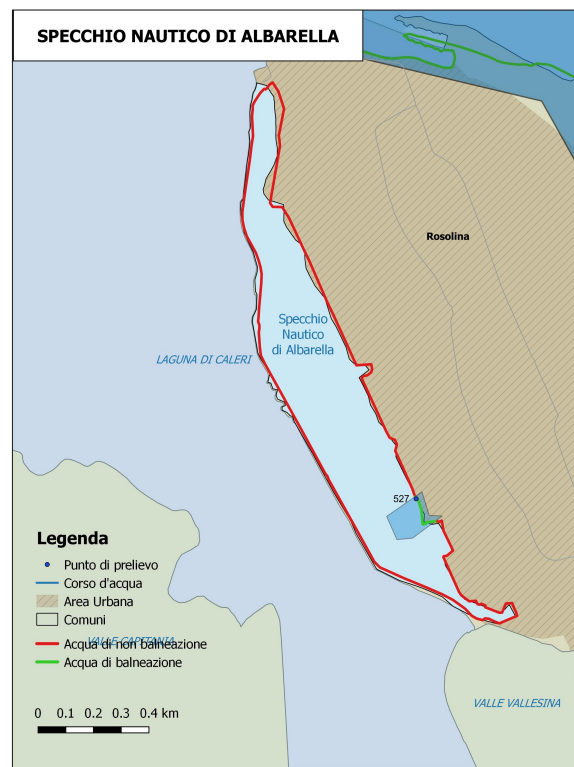 SPECCHIO NAUTICO DI ALBARELLA
Rosolina
Specchio
Nautico
di Albarella
LAGUNA DI CALERI
527
Legenda
Punto di prelievo
Corso d'acqua
Area Urbana
Comuni
VALLE CAPITANIA
Acqua di non balneazione
Acqua di balneazione
VALLE VALLESINA
0 0.1 0.2 0.3 0.4 km